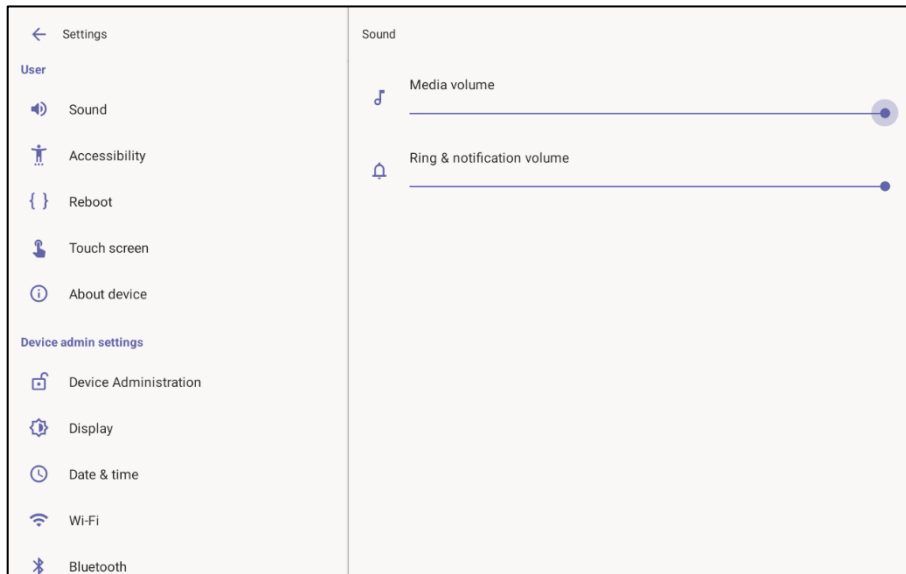 Settings
User
Sound
Accessibility
Reboot
Touch screen
About device
Device admin settings
Device Administration
Display
Date & time
Wi-Fi
Bluetooth
Sound
Media volume
Ring & notification volume